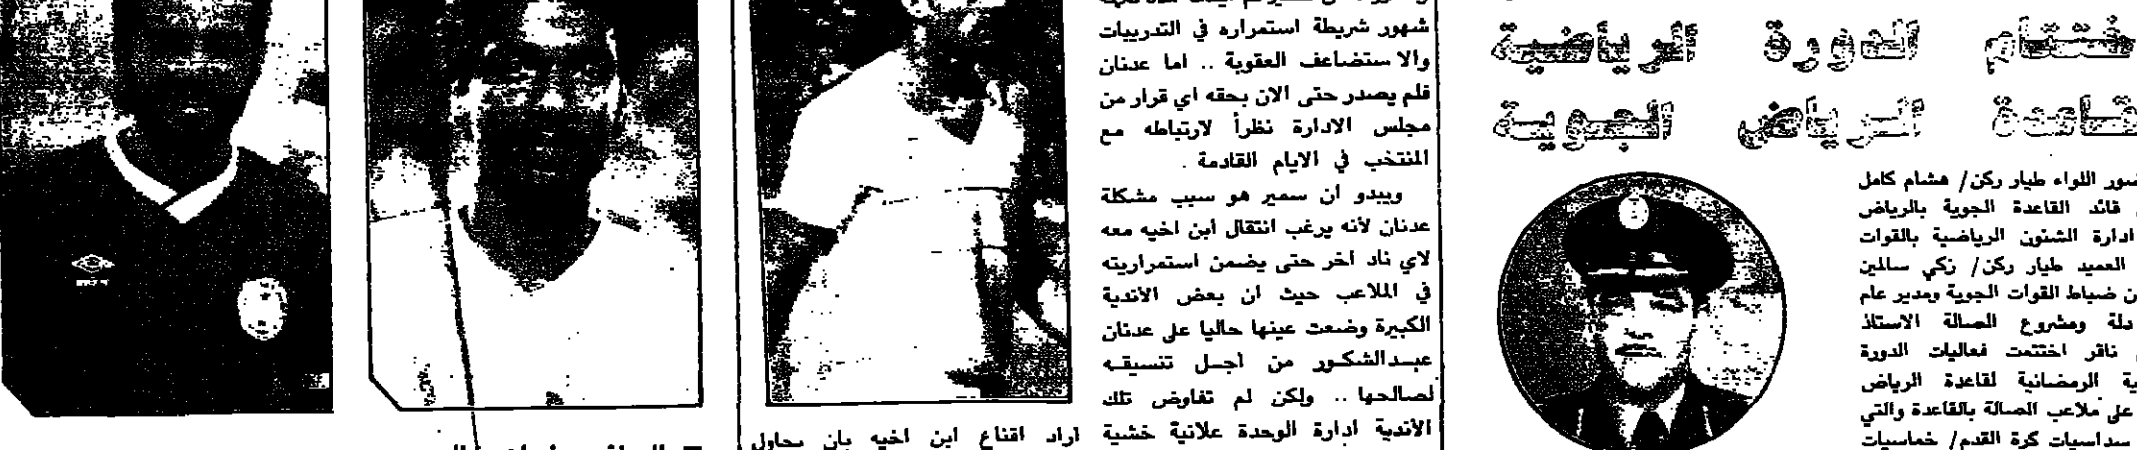 ختام الدورة الرياضية
قاعدة الرياض الجوية
اللواء طيار ركن/ هشام كامل
قائد القاعدة الجوية بالرياض
ادارة الشئون الرياضية بالقوات
العميد طيار ركن/ زكي سالمين
ضباط القوات الجوية ومدير عام
دلة ومشروع الصالة الاستاذ
ناقر اختتمت فعاليات الدورة
الرمضانية لقاعدة الرياض
على ملاعب الصالة بالقاعدة والتي
سداسيات كرة القدم/ خماسيات
شهور شريطة استمراره في التدريبات
والا ستضاعف العقوبة .. اما عدنان
فلم يصدر حتى الان بحقه اي قرار من
مجلس الادارة نظراً لارتباطه مع
المنتخب في الايام القادمة .
ويبدو ان سمير هو سبب مشكلة
عدنان لأنه يرغب انتقال أبن اخيه معه
لاي ناد اخر حتى يضمن استمراريته
في الملاعب حيث ان بعض الأندية
الكبيرة وضعت عينها حاليا على عدنان
عبدالشكور من اجل تنسيقه
لصالحها .. ولكن لم تفاوض تلك
الأندية ادارة الوحدة علانية خشية
اراد اقناع ابن اخيه بان يحاول